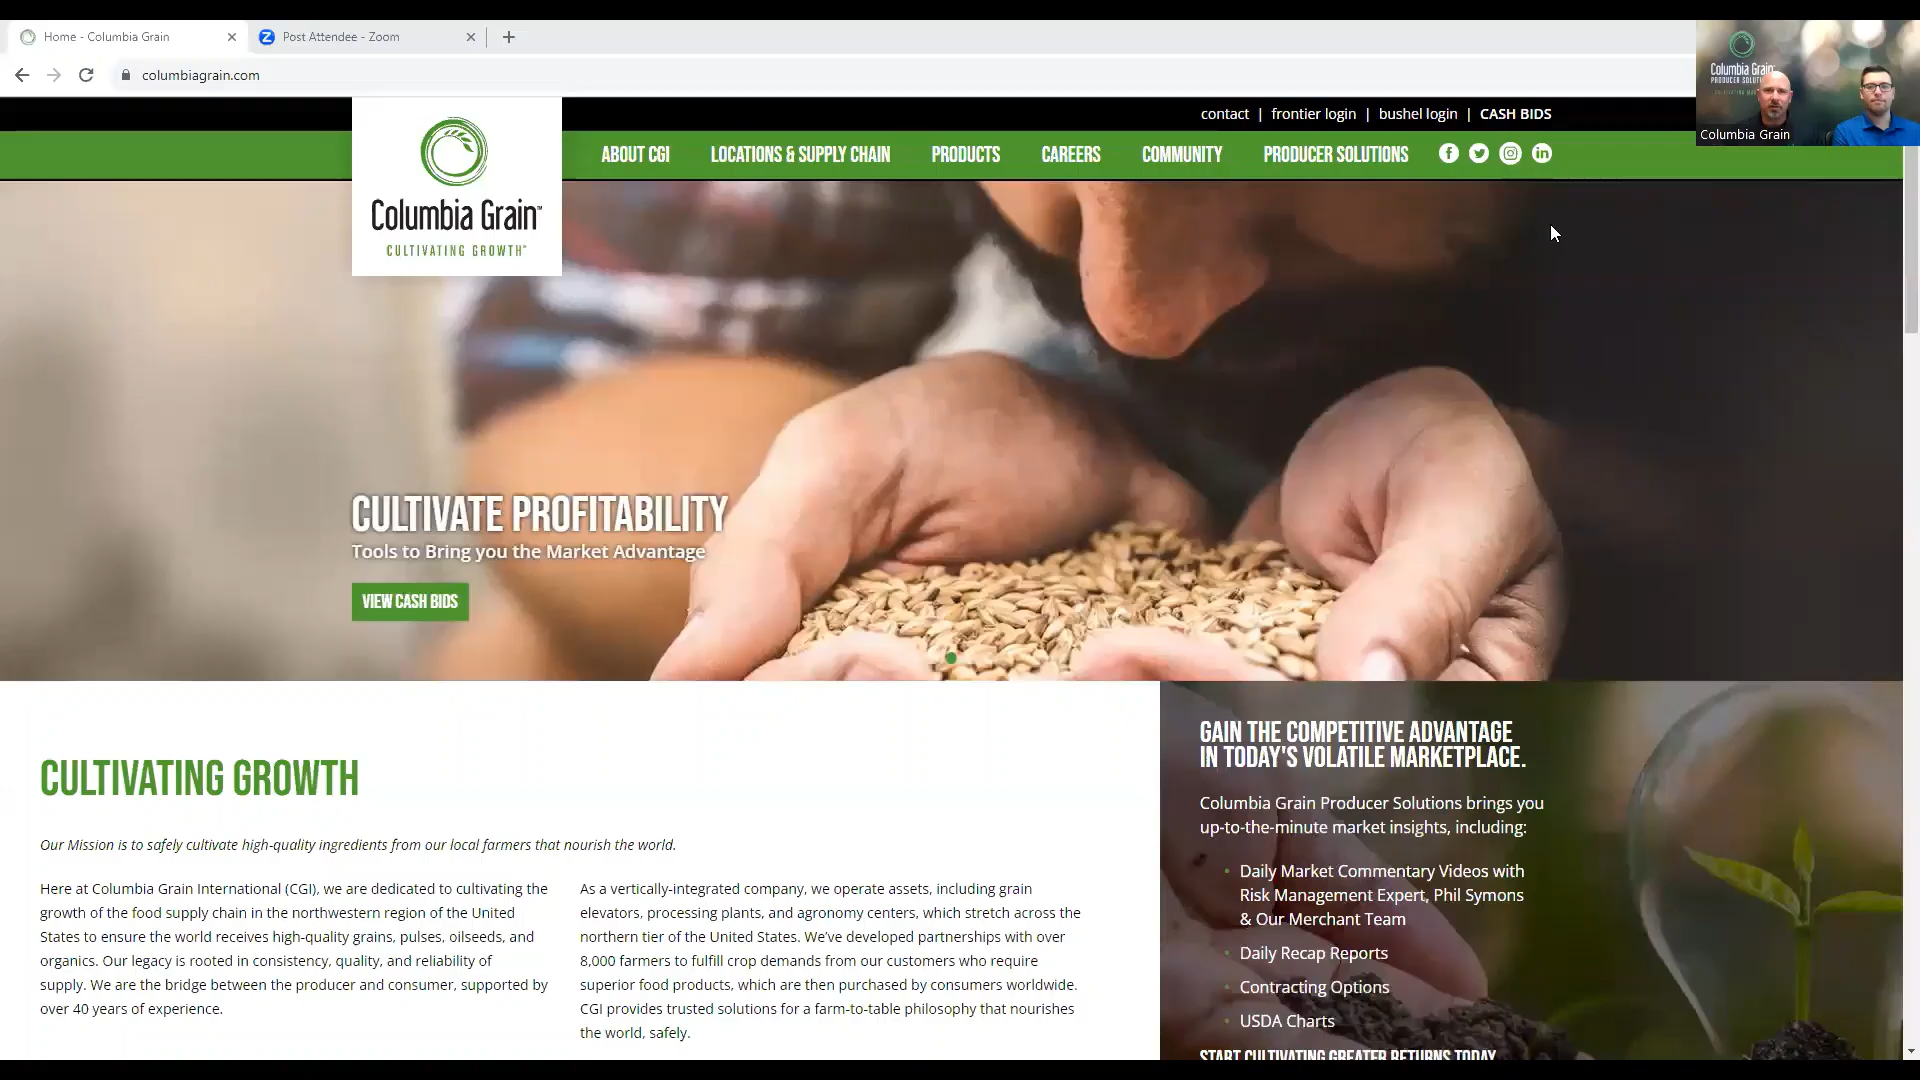 Home - Columbia Grain
Post Attendee - Zoom
columbiagrain.com
contact | frontier login | bushel login | CASH BIDS
Columbia Grain
Columbia Grain™
CULTIVATING GROWTH™
ABOUT CGI
LOCATIONS & SUPPLY CHAIN
PRODUCTS
CAREERS
COMMUNITY
PRODUCER SOLUTIONS
Columbia Grain
CULTIVATE PROFITABILITY
Tools to Bring you the Market Advantage
VIEW CASH BIDS
CULTIVATING GROWTH
Our Mission is to safely cultivate high-quality ingredients from our local farmers that nourish the world.
Here at Columbia Grain International (CGI), we are dedicated to cultivating the
growth of the food supply chain in the northwestern region of the United
States to ensure the world receives high-quality grains, pulses, oilseeds, and
organics. Our legacy is rooted in consistency, quality, and reliability of
supply. We are the bridge between the producer and consumer, supported by
over 40 years of experience.
As a vertically-integrated company, we operate assets, including grain
elevators, processing plants, and agronomy centers, which stretch across the
northern tier of the United States. We've developed partnerships with over
8,000 farmers to fulfill crop demands from our customers who require
superior food products, which are then purchased by consumers worldwide.
CGI provides trusted solutions for a farm-to-table philosophy that nourishes
the world, safely.
GAIN THE COMPETITIVE ADVANTAGE
IN TODAY'S VOLATILE MARKETPLACE.
Columbia Grain Producer Solutions brings you
up-to-the-minute market insights, including:
• Daily Market Commentary Videos with
Risk Management Expert, Phil Symons
& Our Merchant Team
• Daily Recap Reports
• Contracting Options
• USDA Charts
START CULTIVATING GREATER RETURNS TODAY